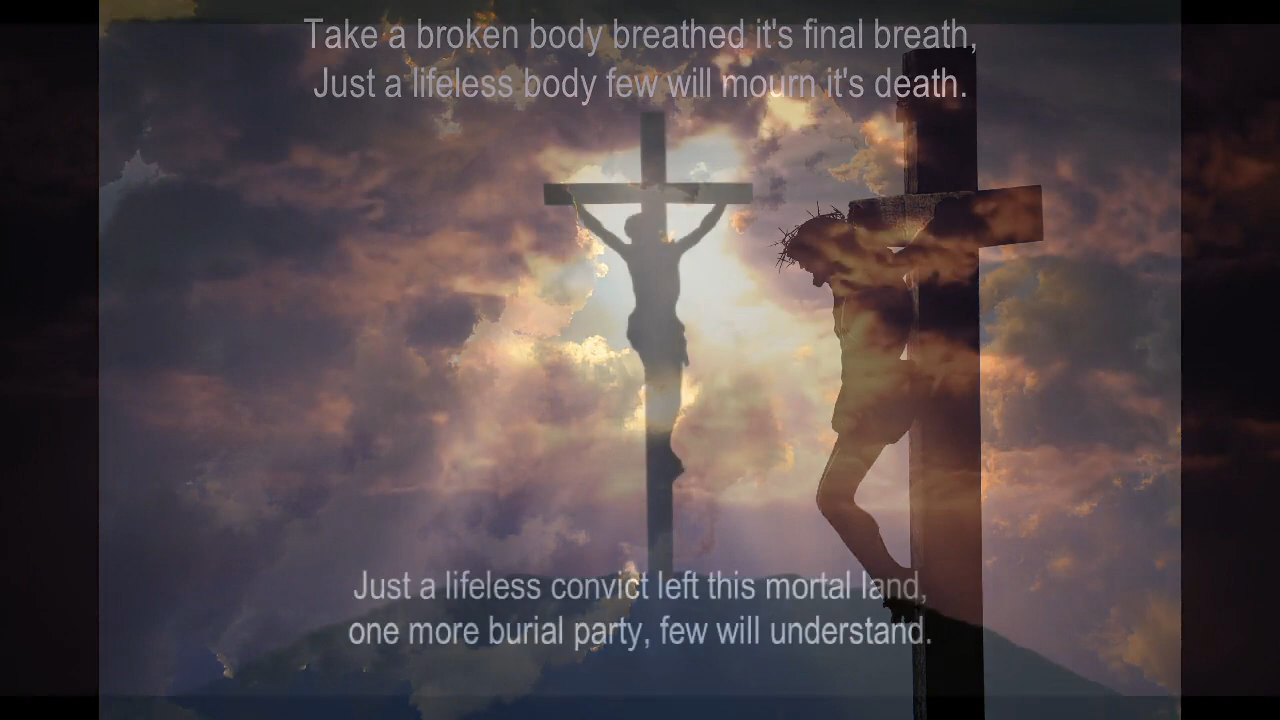 Take a broken body breathed it's final breath,
Just a lifeless body few will mourn it's death.
Just a lifeless convict left this mortal land,
one more burial party, few will understand.